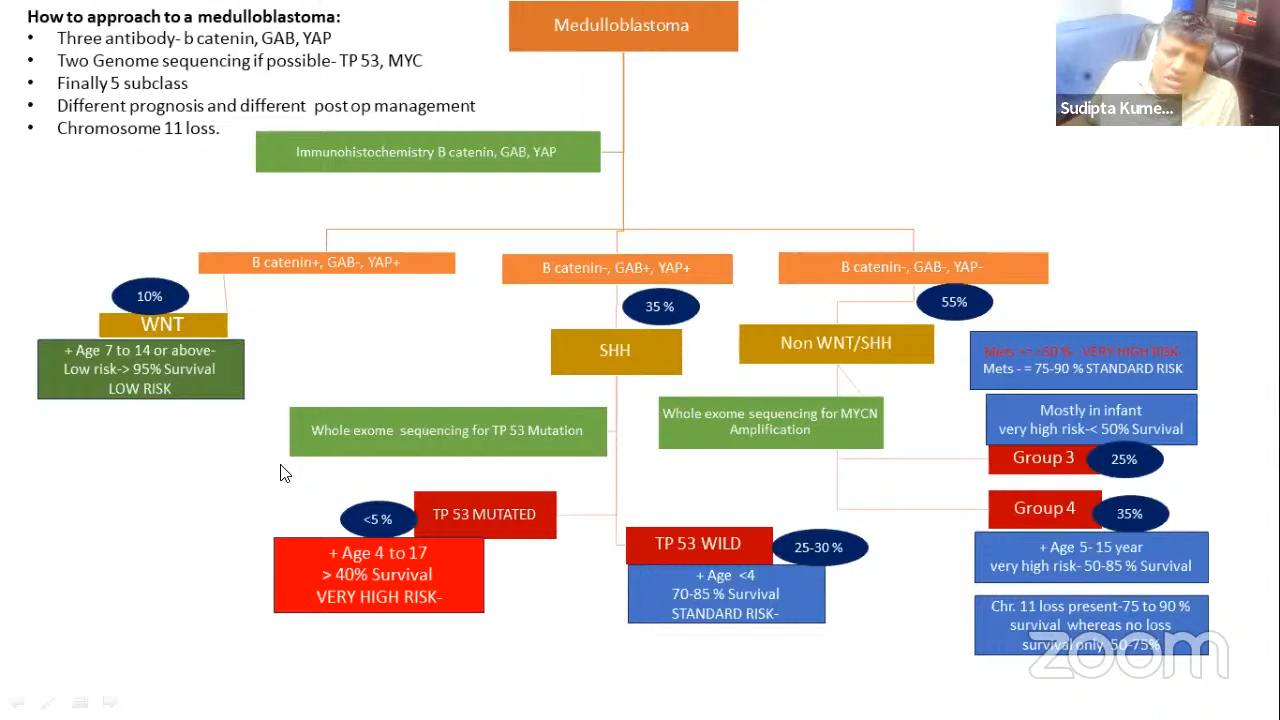 How to approach to a medulloblastoma:
• Three antibody- b catenin, GAB, YAP
• Two Genome sequencing if possible- TP 53, MYC
• Finally 5 subclass
• Different prognosis and different post op management
• Chromosome 11 loss.
Medulloblastoma
Sudipta Kume...
Immunohistochemistry B catenin, GAB, YAP
B catenin+, GAB-, YAP+
B catenin-, GAB+, YAP+
B catenin-, GAB-, YAP-
10%
35 %
55%
WNT
SHH
Non WNT/SHH
+ Age 7 to 14 or above-
Low risk-> 95% Survival
LOW RISK
Mets += <50 % -VERY HIGH RISK-
Mets - = 75-90 % STANDARD RISK
Whole exome sequencing for TP 53 Mutation
Whole exome sequencing for MYCN
Amplification
Mostly in infant
very high risk-< 50% Survival
Group 3
25%
Group 4
35%
<5 %
TP 53 MUTATED
+ Age 4 to 17
> 40% Survival
VERY HIGH RISK-
TP 53 WILD
25-30 %
+ Age <4
70-85 % Survival
STANDARD RISK-
+ Age 5- 15 year
very high risk- 50-85 % Survival
Chr. 11 loss present-75 to 90 %
survival whereas no loss
survival only 50-75%
zoom